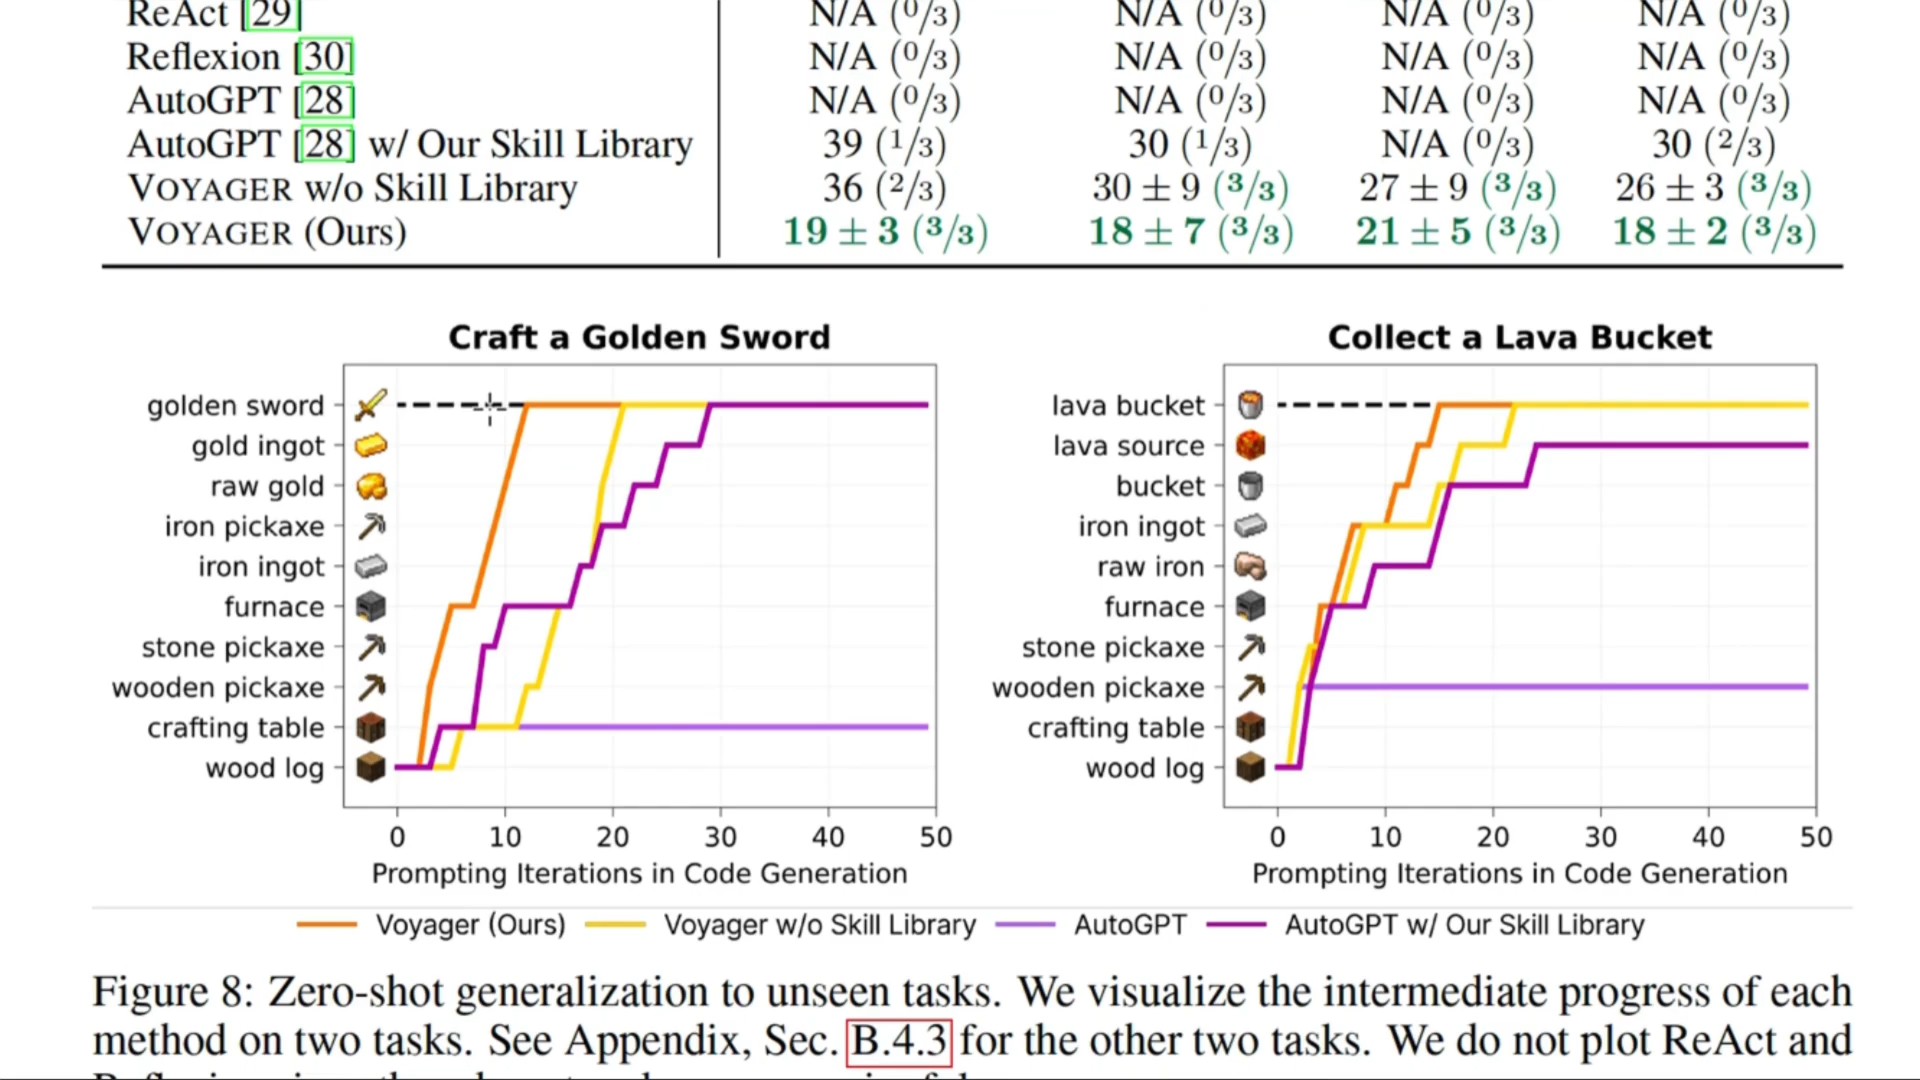 ReAct [29] N/A (0/3) N/A (0/3) N/A (0/3) N/A (0/3)
Reflexion [30] N/A (0/3) N/A (0/3) N/A (0/3) N/A (0/3)
AutoGPT [28] N/A (0/3) N/A (0/3) N/A (0/3) N/A (0/3)
AutoGPT [28] w/ Our Skill Library 39 (1/3) 30 (1/3) N/A (0/3) 30 (2/3)
VOYAGER w/o Skill Library 36 (2/3) 30 ± 9 (3/3) 27 ± 9 (3/3) 26 ± 3 (3/3)
VOYAGER (Ours) 19 ± 3 (3/3) 18 ± 7 (3/3) 21 ± 5 (3/3) 18 ± 2 (3/3)
Craft a Golden Sword
golden sword
gold ingot
raw gold
iron pickaxe
iron ingot
furnace
stone pickaxe
wooden pickaxe
crafting table
wood log
0 10 20 30 40 50
Prompting Iterations in Code Generation
Collect a Lava Bucket
lava bucket
lava source
bucket
iron ingot
raw iron
furnace
stone pickaxe
wooden pickaxe
crafting table
wood log
0 10 20 30 40 50
Prompting Iterations in Code Generation
Voyager (Ours) Voyager w/o Skill Library AutoGPT AutoGPT w/ Our Skill Library
Figure 8: Zero-shot generalization to unseen tasks. We visualize the intermediate progress of each
method on two tasks. See Appendix, Sec. B.4.3 for the other two tasks. We do not plot ReAct and